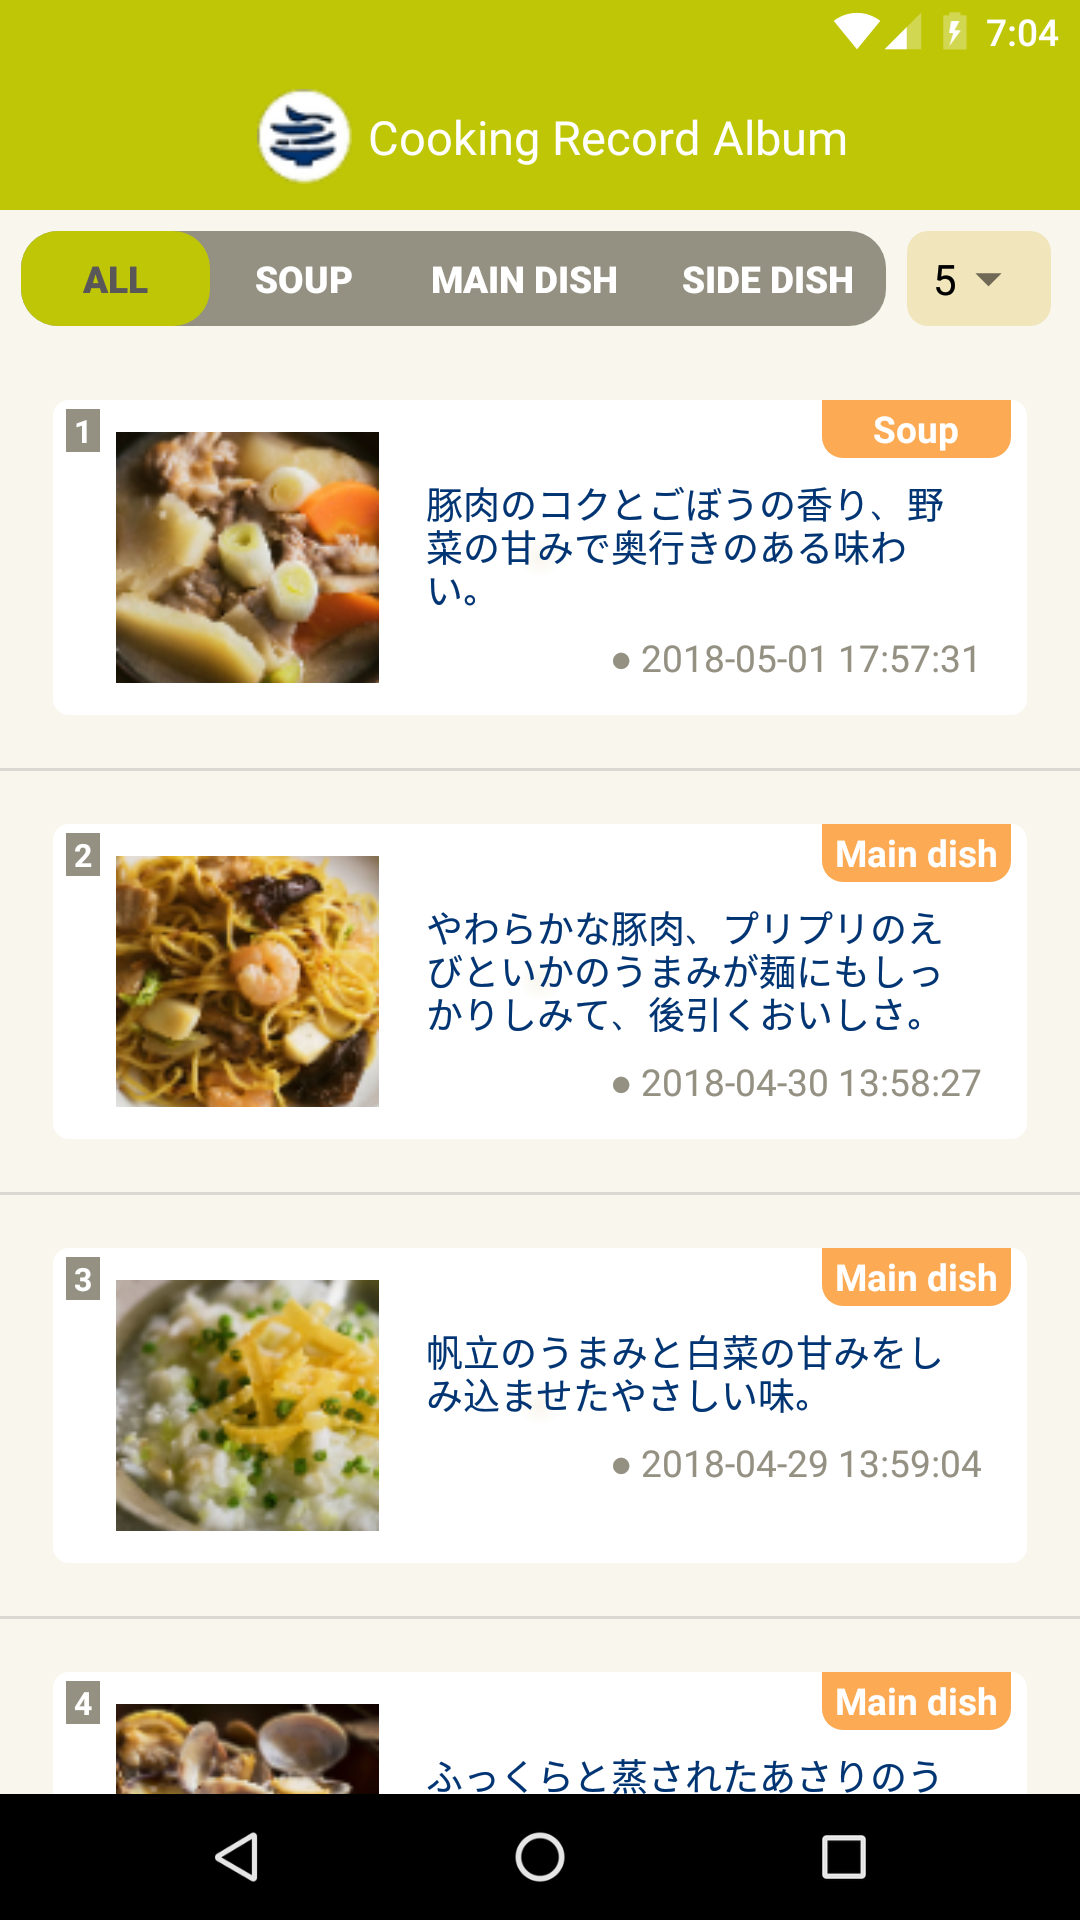 7:04
Cooking Record Album
ALL SOUP MAIN DISH SIDE DISH 5
1
Soup
豚肉のコクとごぼうの香り、野
菜の甘みで奥行きのある味わ
い。
● 2018-05-01 17:57:31
2
Main dish
やわらかな豚肉、プリプリのえ
びといかのうまみが麺にもしっ
かりしみて、後引くおいしさ。
● 2018-04-30 13:58:27
3
Main dish
帆立のうまみと白菜の甘みをし
み込ませたやさしい味。
● 2018-04-29 13:59:04
4
Main dish
ふっくらと蒸されたあさりのう